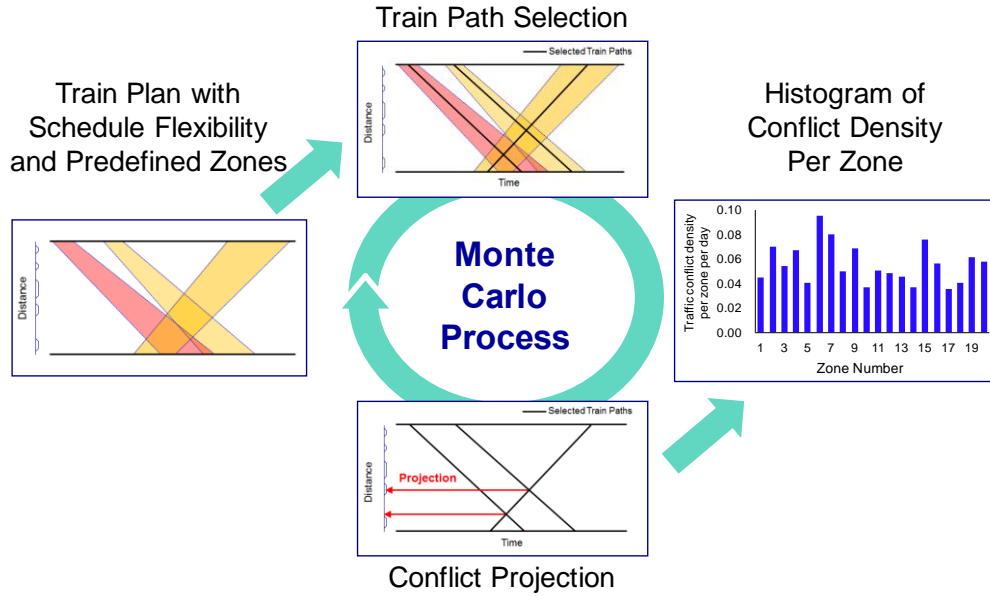 Train Path Selection
Selected Train Paths
Distance
Time
Train Plan with
Schedule Flexibility
and Predefined Zones
Distance
Monte
Carlo
Process
Histogram of
Conflict Density
Per Zone
Traffic conflict density
per zone per day
0.10
0.08
0.06
0.04
0.02
0.00
1 3 5 7 9 11 13 15 17 19
Zone Number
Selected Train Paths
Distance
Projection
Time
Conflict Projection